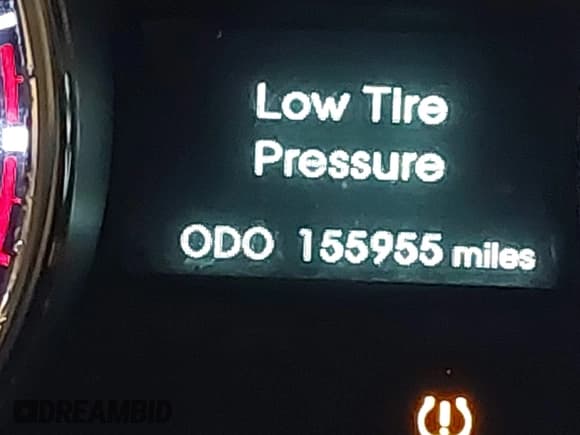 Low Tire
Pressure
ODO 155955 miles
DREAMBID